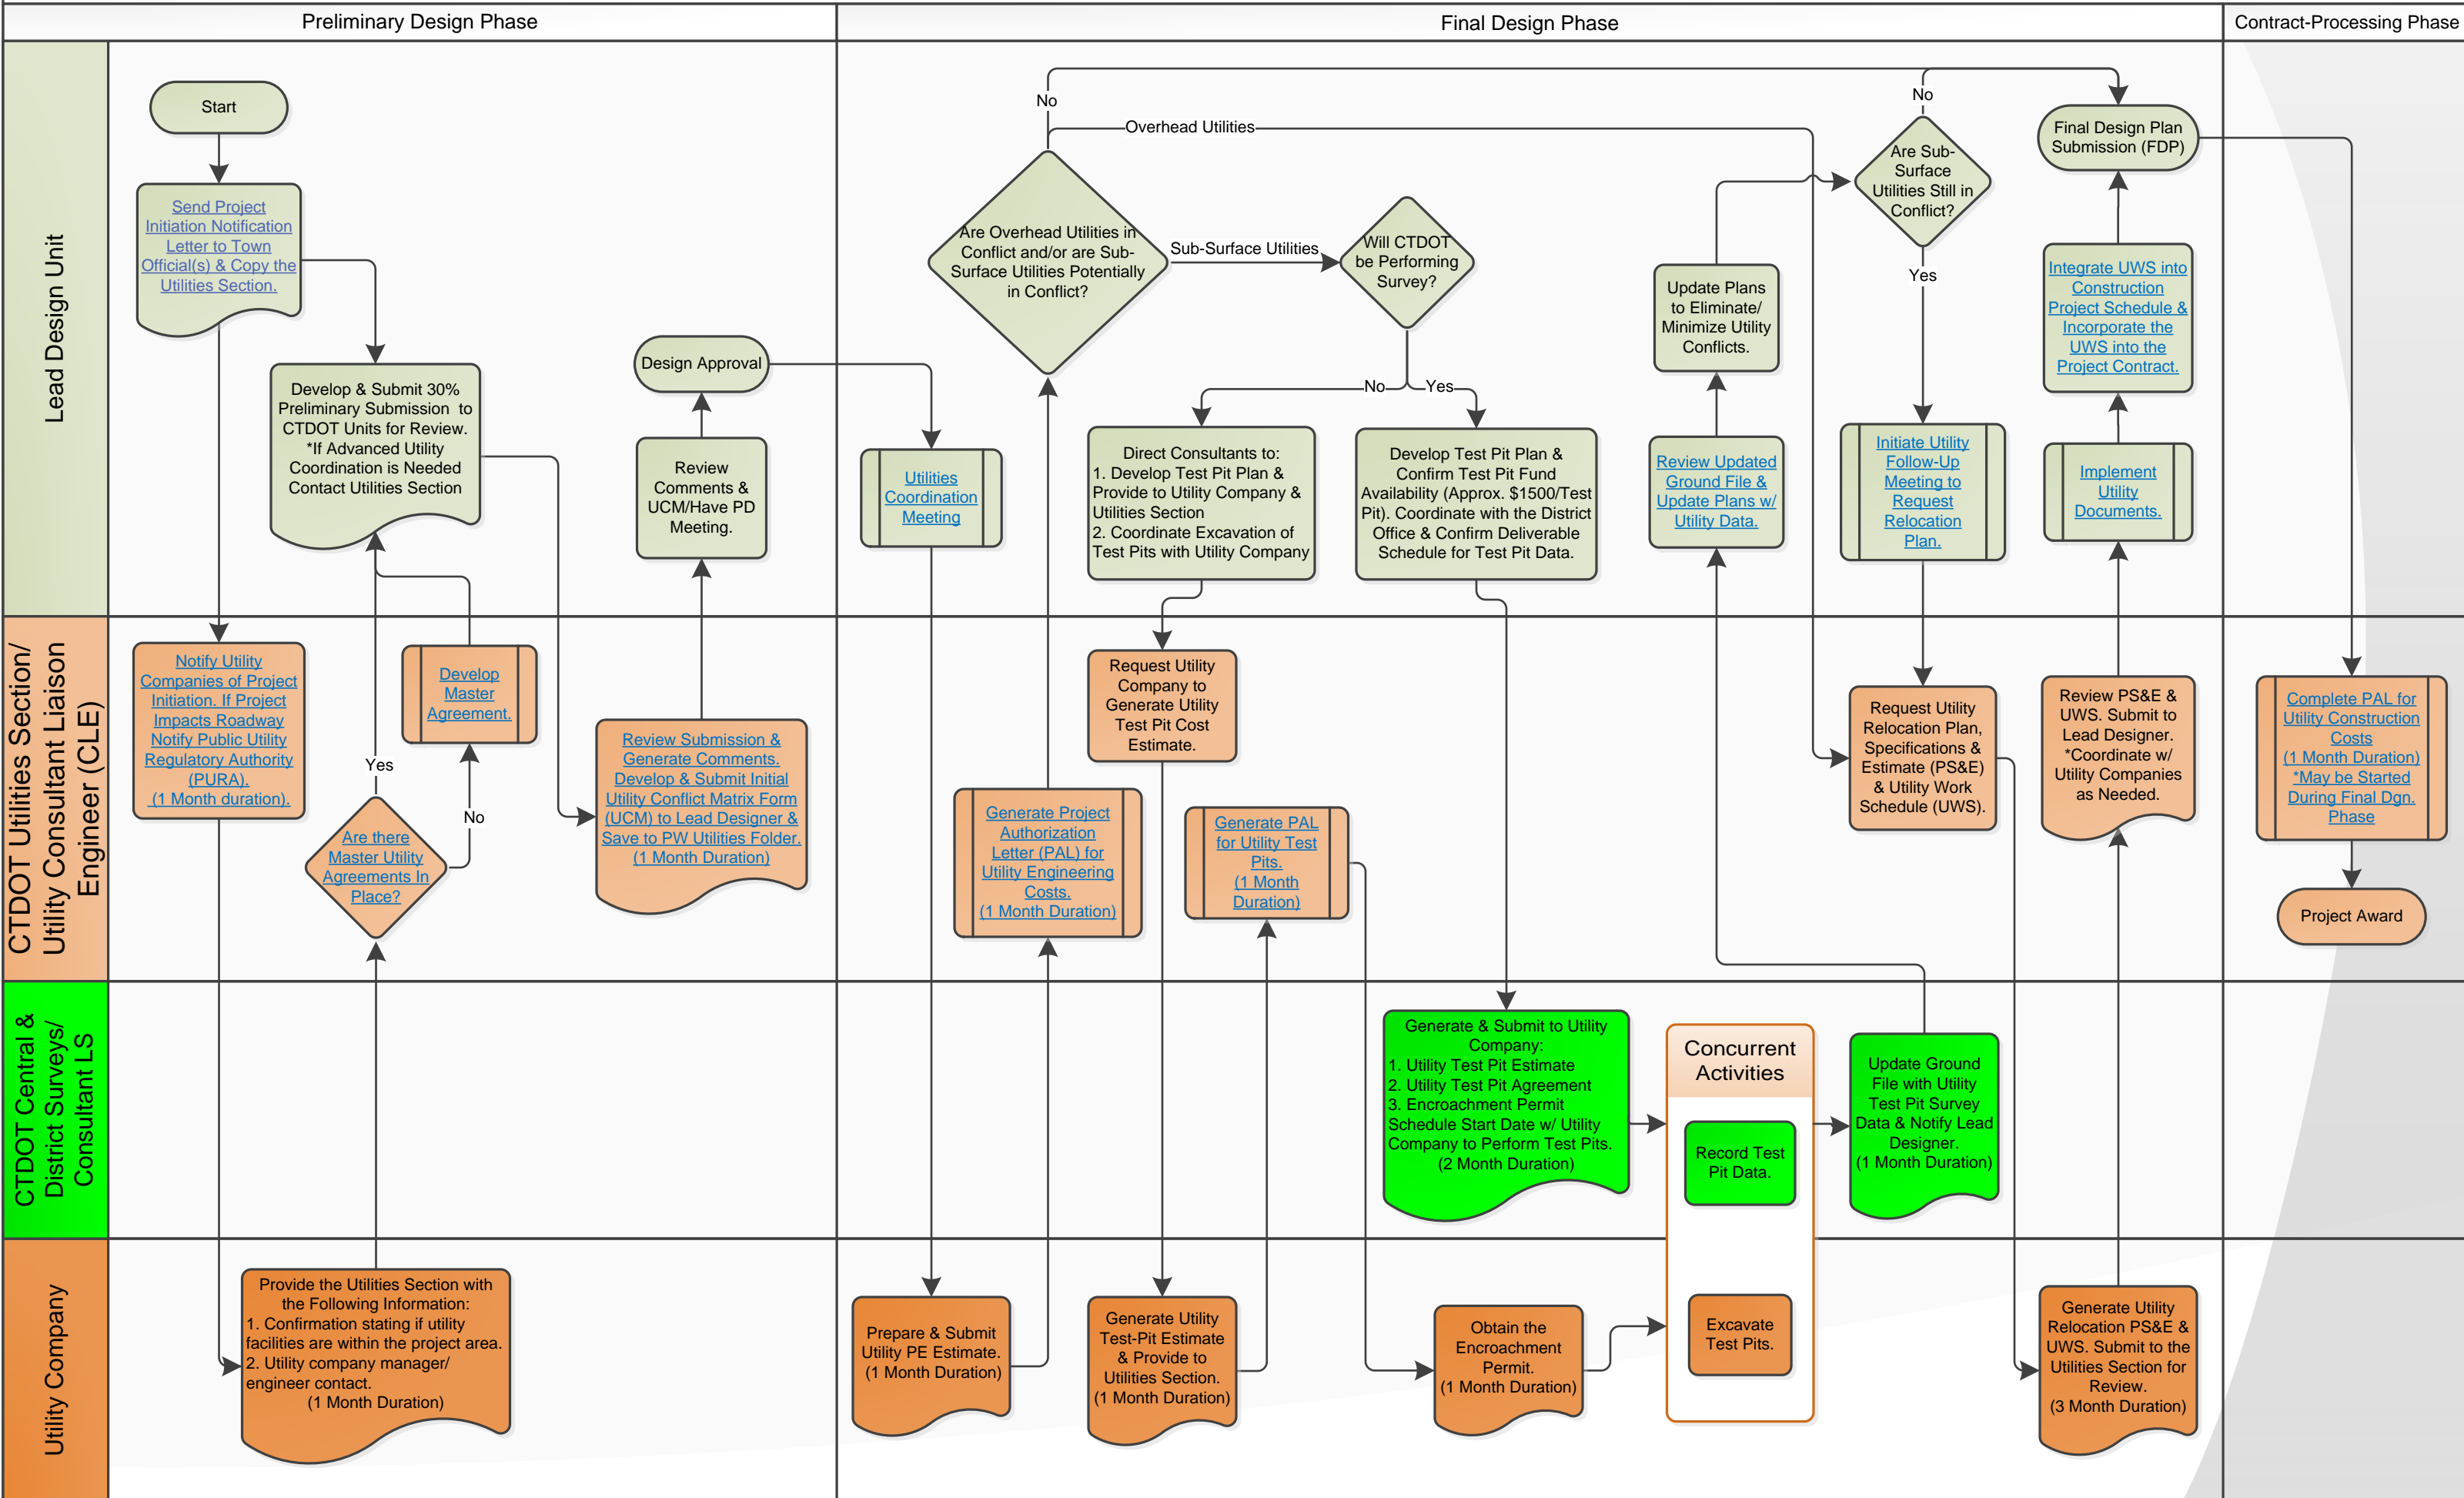 Preliminary Design Phase
Final Design Phase
Contract-Processing Phase
Lead Design Unit
Start
Send Project
Initiation Notification
Letter to Town
Official(s) & Copy the
Utilities Section.
Develop & Submit 30%
Preliminary Submission to
CTDOT Units for Review.
*If Advanced Utility
Coordination is Needed
Contact Utilities Section
Design Approval
Review
Comments &
UCM/Have PD
Meeting.
Utilities
Coordination
Meeting
No
Overhead Utilities
Are Overhead Utilities in
Conflict and/or are Sub-
Surface Utilities Potentially
in Conflict?
Sub-Surface Utilities
Will CTDOT
be Performing
Survey?
No
Yes
Direct Consultants to:
1. Develop Test Pit Plan &
Provide to Utility Company &
Utilities Section
2. Coordinate Excavation of
Test Pits with Utility Company
Develop Test Pit Plan &
Confirm Test Pit Fund
Availability (Approx. $1500/Test
Pit). Coordinate with the District
Office & Confirm Deliverable
Schedule for Test Pit Data.
Update Plans
to Eliminate/
Minimize Utility
Conflicts.
Review Updated
Ground File &
Update Plans w/
Utility Data.
No
Are Sub-
Surface
Utilities Still in
Conflict?
Yes
Initiate Utility
Follow-Up
Meeting to
Request
Relocation
Plan.
Final Design Plan
Submission (FDP)
Integrate UWS into
Construction
Project Schedule &
Incorporate the
UWS into the
Project Contract.
Implement
Utility
Documents.
CTDOT Utilities Section/
Utility Consultant Liaison
Engineer (CLE)
Notify Utility
Companies of Project
Initiation. If Project
Impacts Roadway
Notify Public Utility
Regulatory Authority
(PURA).
(1 Month duration).
Yes
Are there
Master Utility
Agreements In
Place?
No
Develop
Master
Agreement.
Review Submission &
Generate Comments.
Develop & Submit Initial
Utility Conflict Matrix Form
(UCM) to Lead Designer &
Save to PW Utilities Folder.
(1 Month Duration)
Generate Project
Authorization
Letter (PAL) for
Utility Engineering
Costs.
(1 Month Duration)
Request Utility
Company to
Generate Utility
Test Pit Cost
Estimate.
Generate PAL
for Utility Test
Pits.
(1 Month
Duration)
Request Utility
Relocation Plan,
Specifications &
Estimate (PS&E)
& Utility Work
Schedule (UWS).
Review PS&E &
UWS. Submit to
Lead Designer.
*Coordinate w/
Utility Companies
as Needed.
Complete PAL for
Utility Construction
Costs
(1 Month Duration)
*May be Started
During Final Dgn.
Phase
Project Award
CTDOT Central &
District Surveys/
Consultant LS
Generate & Submit to Utility
Company:
1. Utility Test Pit Estimate
2. Utility Test Pit Agreement
3. Encroachment Permit
Schedule Start Date w/ Utility
Company to Perform Test Pits.
(2 Month Duration)
Concurrent
Activities
Record Test
Pit Data.
Update Ground
File with Utility
Test Pit Survey
Data & Notify Lead
Designer.
(1 Month Duration)
Utility Company
Provide the Utilities Section with
the Following Information:
1. Confirmation stating if utility
facilities are within the project area.
2. Utility company manager/
engineer contact.
(1 Month Duration)
Prepare & Submit
Utility PE Estimate.
(1 Month Duration)
Generate Utility
Test-Pit Estimate
& Provide to
Utilities Section.
(1 Month Duration)
Obtain the
Encroachment
Permit.
(1 Month Duration)
Excavate
Test Pits.
Generate Utility
Relocation PS&E &
UWS. Submit to the
Utilities Section for
Review.
(3 Month Duration)